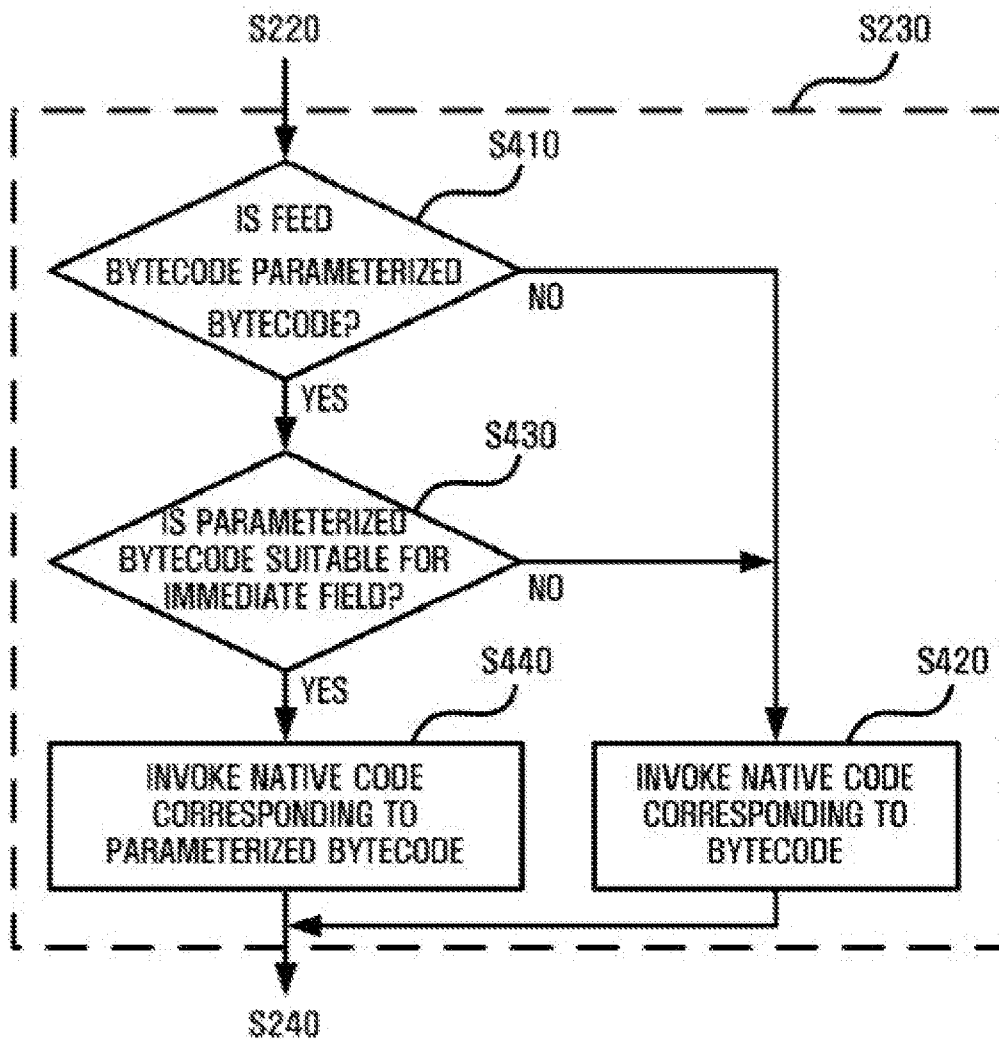 S220
S230
S410
IS FEED
BYTECODE PARAMETERIZED
BYTECODE?
NO
YES
S430
IS PARAMETERIZED
BYTECODE SUITABLE FOR
IMMEDIATE FIELD?
NO
YES
S440
S420
INVOKE NATIVE CODE
CORRESPONDING TO
PARAMETERIZED BYTECODE
INVOKE NATIVE CODE
CORRESPONDING TO
BYTECODE
S240